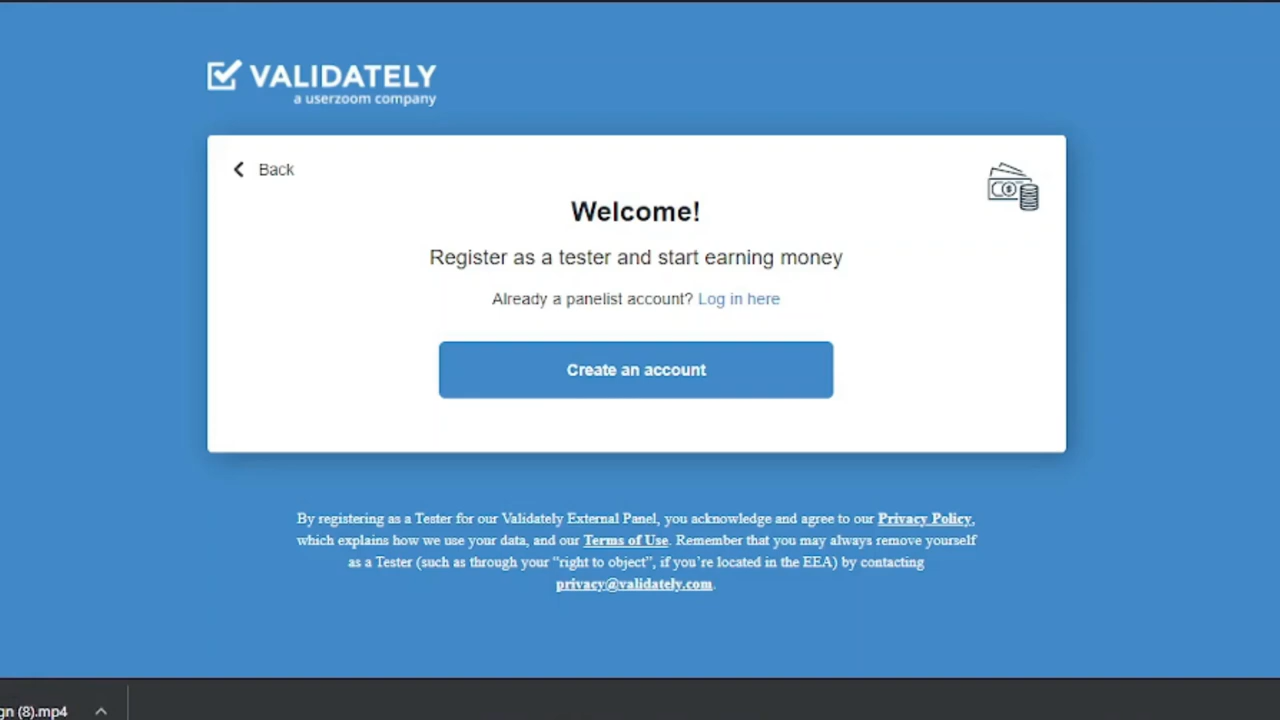 VALIDATELY
a userzoom company
Back
Welcome!
Register as a tester and start earning money
Already a panelist account? Log in here
Create an account
By registering as a Tester for our Validately External Panel, you acknowledge and agree to our Privacy Policy,
which explains how we use your data, and our Terms of Use. Remember that you may always remove yourself
as a Tester (such as through your “right to object”, if you’re located in the EEA) by contacting
privacy@validately.com.
gn (8).mp4